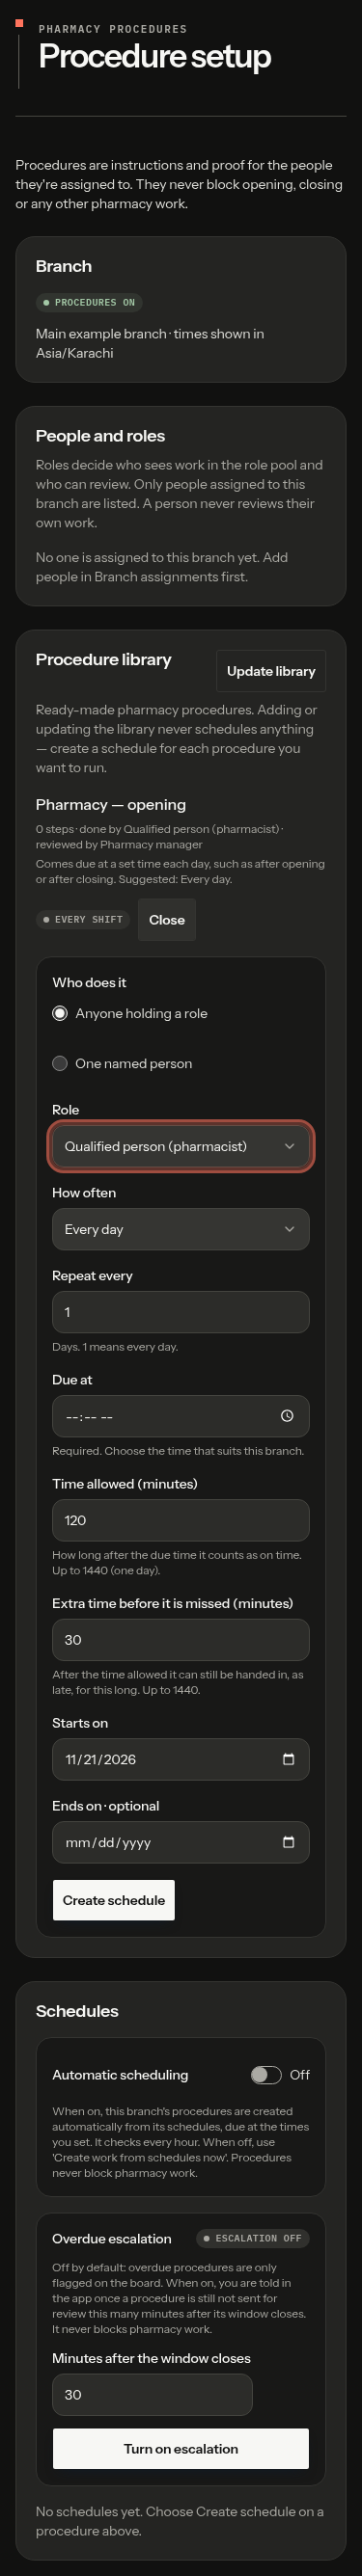 PHARMACY PROCEDURES
Procedure setup
Procedures are instructions and proof for the people
they're assigned to. They never block opening, closing
or any other pharmacy work.
Branch
PROCEDURES ON
Main example branch · times shown in
Asia/Karachi
People and roles
Roles decide who sees work in the role pool and
who can review. Only people assigned to this
branch are listed. A person never reviews their
own work.
No one is assigned to this branch yet. Add
people in Branch assignments first.
Procedure library
Update library
Ready-made pharmacy procedures. Adding or
updating the library never schedules anything
— create a schedule for each procedure you
want to run.
Pharmacy — opening
0 steps · done by Qualified person (pharmacist) ·
reviewed by Pharmacy manager
Comes due at a set time each day, such as after opening
or after closing. Suggested: Every day.
EVERY SHIFT
Close
Who does it
Anyone holding a role
One named person
Role
Qualified person (pharmacist)
How often
Every day
Repeat every
1
Days. 1 means every day.
Due at
--:-- --
Required. Choose the time that suits this branch.
Time allowed (minutes)
120
How long after the due time it counts as on time.
Up to 1440 (one day).
Extra time before it is missed (minutes)
30
After the time allowed it can still be handed in, as
late, for this long. Up to 1440.
Starts on
11/21/2026
Ends on · optional
mm/dd/yyyy
Create schedule
Schedules
Automatic scheduling
Off
When on, this branch's procedures are created
automatically from its schedules, due at the times
you set. It checks every hour. When off, use
'Create work from schedules now'. Procedures
never block pharmacy work.
Overdue escalation
ESCALATION OFF
Off by default: overdue procedures are only
flagged on the board. When on, you are told in
the app once a procedure is still not sent for
review this many minutes after its window closes.
It never blocks pharmacy work.
Minutes after the window closes
30
Turn on escalation
No schedules yet. Choose Create schedule on a
procedure above.